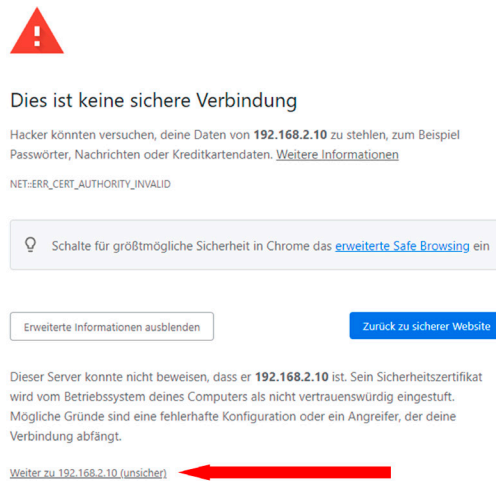 Dies ist keine sichere Verbindung
Hacker könnten versuchen, deine Daten von 192.168.2.10 zu stehlen, zum Beispiel
Passwörter, Nachrichten oder Kreditkartendaten. Weitere Informationen
NET::ERR_CERT_AUTHORITY_INVALID
Schalte für größtmögliche Sicherheit in Chrome das erweiterte Safe Browsing ein
Erweiterte Informationen ausblenden
Zurück zu sicherer Website
Dieser Server konnte nicht beweisen, dass er 192.168.2.10 ist. Sein Sicherheitszertifikat
wird vom Betriebssystem deines Computers als nicht vertrauenswürdig eingestuft.
Mögliche Gründe sind eine fehlerhafte Konfiguration oder ein Angreifer, der deine
Verbindung abfängt.
Weiter zu 192.168.2.10 (unsicher)